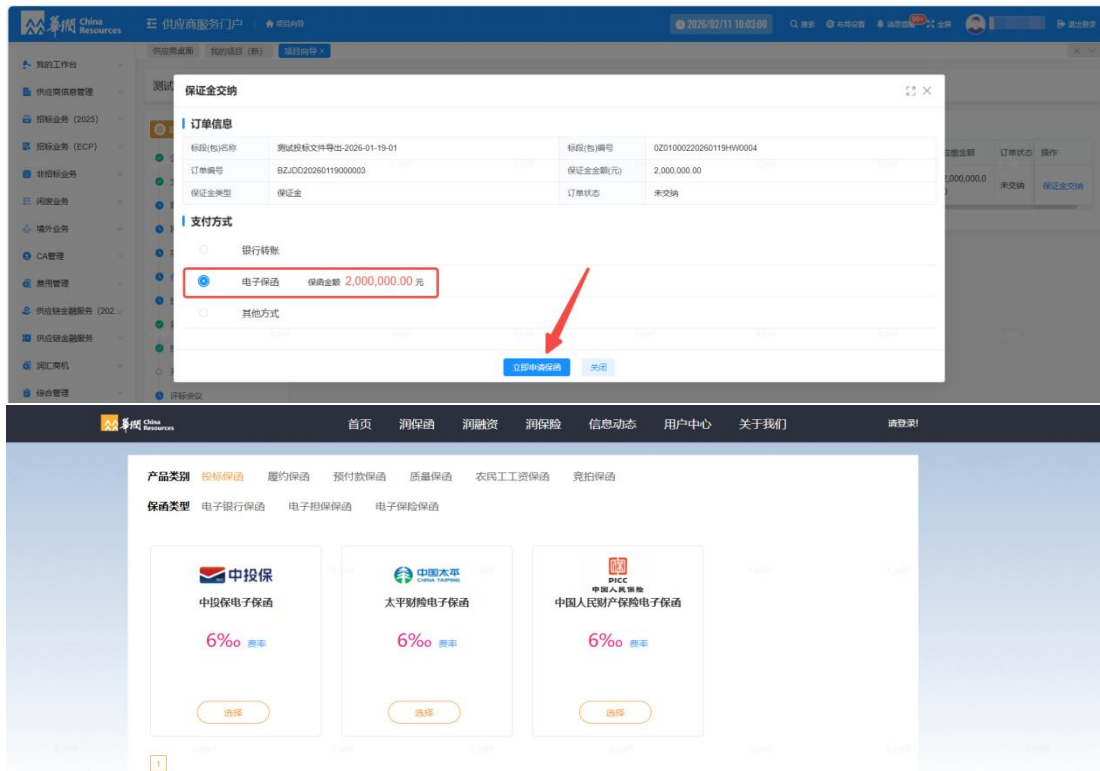 華润 China Resources 供应商服务门户 项目向导 2026/02/11 10:03:00 搜索 布局设置 消息提醒 99+ 全屏 退出登录
供应商桌面 我的项目（新） 项目向导 ×
我的工作台
供应商信息管理
招标业务（2025）
招标业务（ECP）
非招标业务
闲废业务
境外业务
CA管理
费用管理
供应链金融服务（202...
供应链金融服务
润汇商机
综合管理
测试
保证金交纳
订单信息
标段(包)名称 测试投标文件导出-2026-01-19-01 标段(包)编号 0Z01000220260119HW0004
订单编号 BZJDD20260119000003 保证金金额(元) 2,000,000.00
保证金类型 保证金 订单状态 未交纳
支付方式
银行转账
电子保函 保函金额 2,000,000.00 元
其他方式
立即申请保函 关闭
应缴金额 订单状态 操作
2,000,000.0
0 未交纳 保证金交纳
评标会议
華润 China Resources 首页 润保函 润融资 润保险 信息动态 用户中心 关于我们 请登录!
产品类别 投标保函 履约保函 预付款保函 质量保函 农民工工资保函 竞拍保函
保函类型 电子银行保函 电子担保保函 电子保险保函
中投保 中国太平 CHINA TAIPING PICC 中国人民保险
中投保电子保函 太平财险电子保函 中国人民财产保险电子保函
6‰ 费率 6‰ 费率 6‰ 费率
选择 选择 选择
1